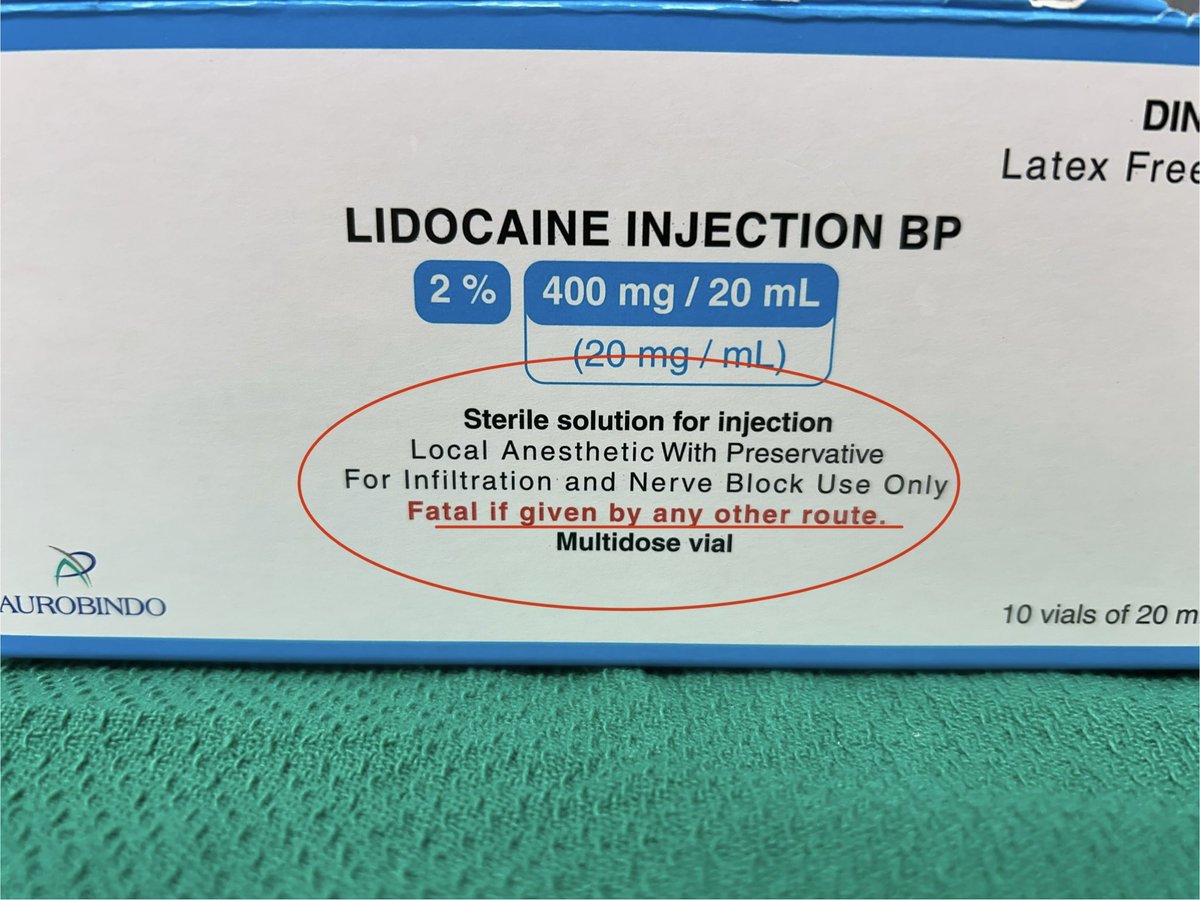 DIN
Latex Free
LIDOCAINE INJECTION BP
2 % 400 mg / 20 mL
(20 mg / mL)
Sterile solution for injection
Local Anesthetic With Preservative
For Infiltration and Nerve Block Use Only
Fatal if given by any other route.
Multidose vial
AUROBINDO
10 vials of 20 m